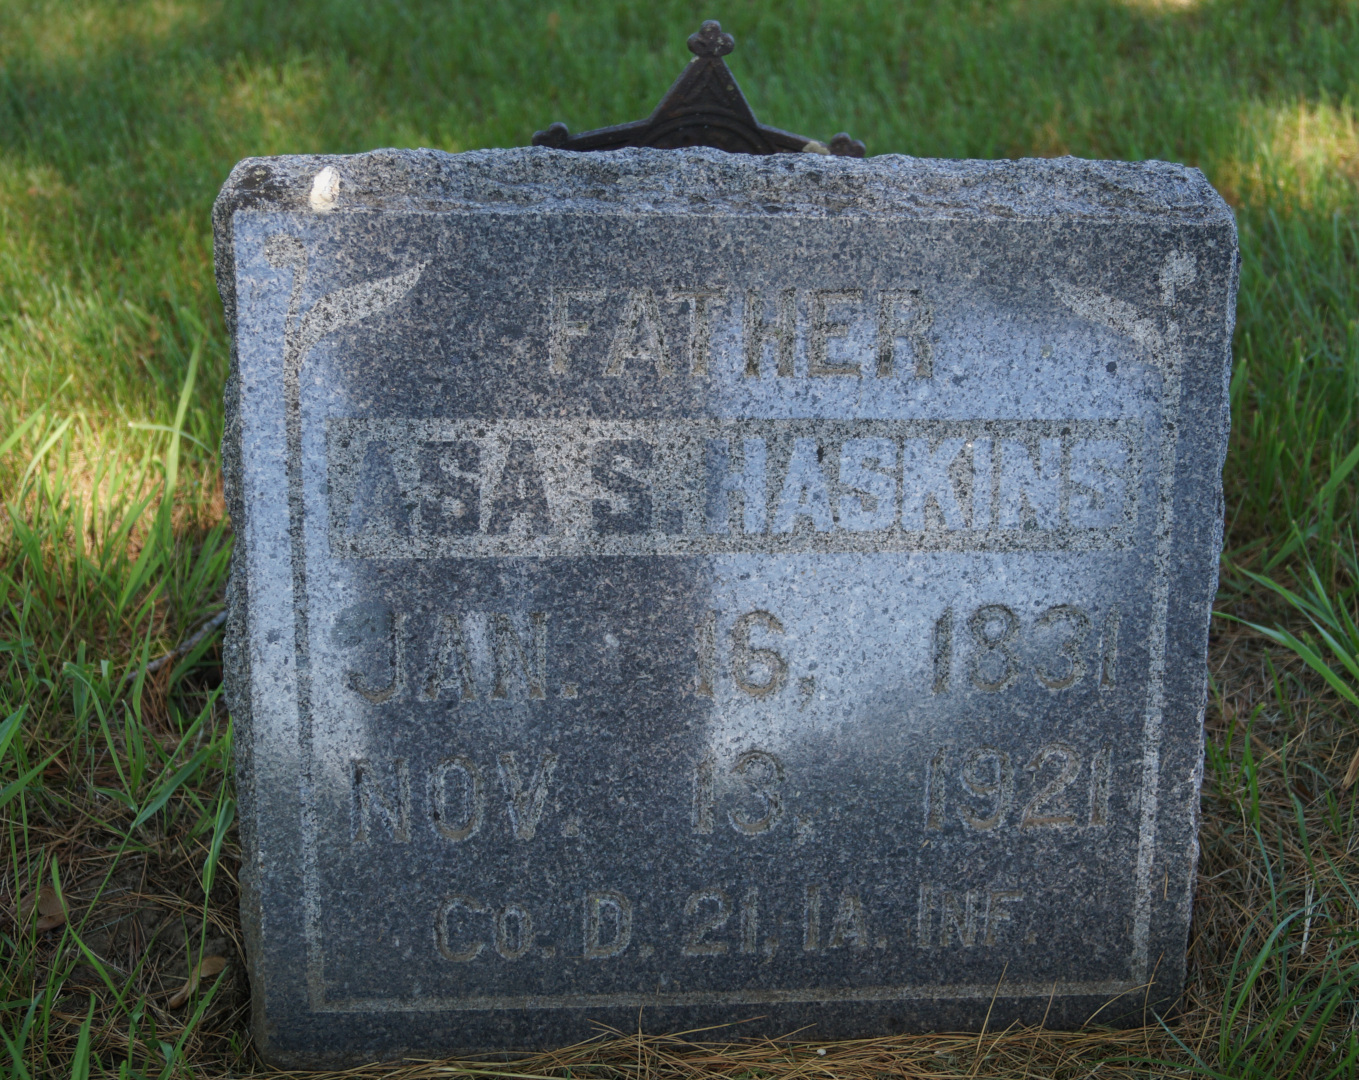 FATHER
ASA S. HASKINS
JAN. 16, 1831
NOV. 13, 1921
CO. D. 21, IA. INF.